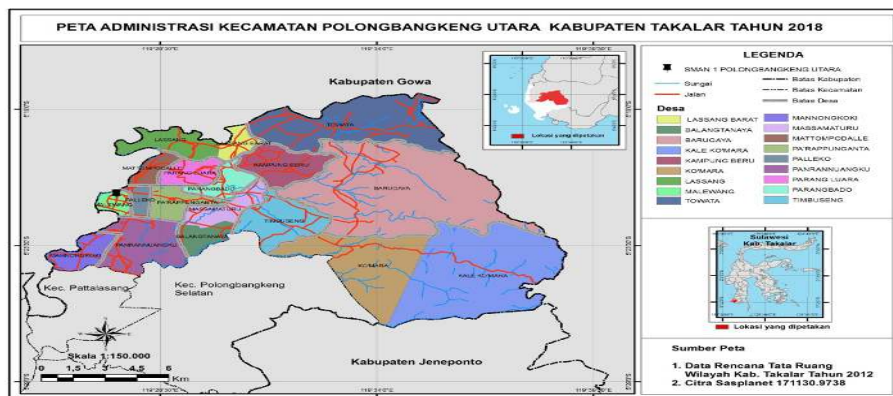 PETA ADMINISTRASI KECAMATAN POLONGBANGKENG UTARA KABUPATEN TAKALAR TAHUN 2018
Kabupaten Gowa
TOWATA
LASSANG
KAMPUNG BERU
BARUGAYA
PALLEKO
TIMBUSENG
KO'MARA
KALE KO'MARA
Kec. Pattalasang
Kec. Polongbangkeng
Selatan
Kabupaten Jeneponto
Skala 1:150.000
Km
Lokasi yang dipetakan
LEGENDA
SMAN 1 POLONGBANGKENG UTARA
Sungai
Jalan
Batas Kabupaten
Batas Kecamatan
Batas Desa
Desa
LASSANG BARAT
BALANGTANAYA
BARUGAYA
KALE KO'MARA
KAMPUNG BERU
KO'MARA
LASSANG
MALEWANG
TOWATA
MANNONGKOKI
MASSAMATURU
MATTOMPODALLE
PA'RAPPUNGANTA
PALLEKO
PANRANNUANGKU
PARANG LUARA
PARANGBADO
TIMBUSENG
Sulawesi
Kab. Takalar
Lokasi yang dipetakan
Sumber Peta
1. Data Rencana Tata Ruang
Wilayah Kab. Takalar Tahun 2012
2. Citra Sasplanet 171130.9738